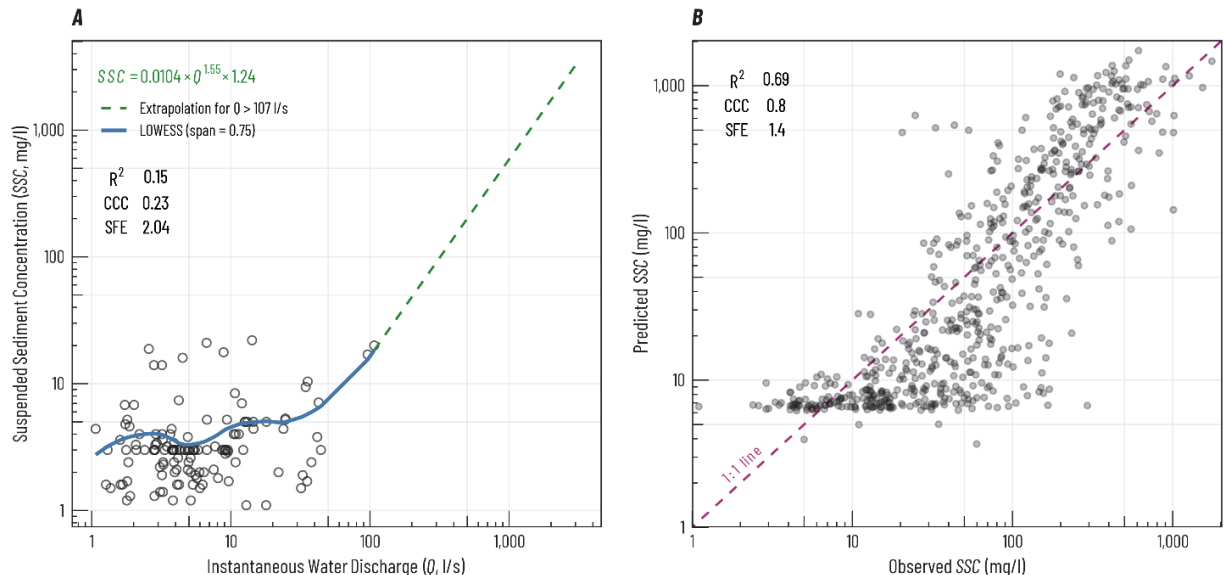 A
SSC = 0.0104 × Q^1.55 × 1.24
Extrapolation for Q > 107 l/s
LOWESS (span = 0.75)
R² 0.15
CCC 0.23
SFE 2.04
Suspended Sediment Concentration (SSC, mg/l)
1,000
100
10
1
1 10 100 1,000
Instantaneous Water Discharge (Q, l/s)
B
R² 0.69
CCC 0.8
SFE 1.4
1:1 line
Predicted SSC (mg/l)
1,000
100
10
1
1 10 100 1,000
Observed SSC (mg/l)